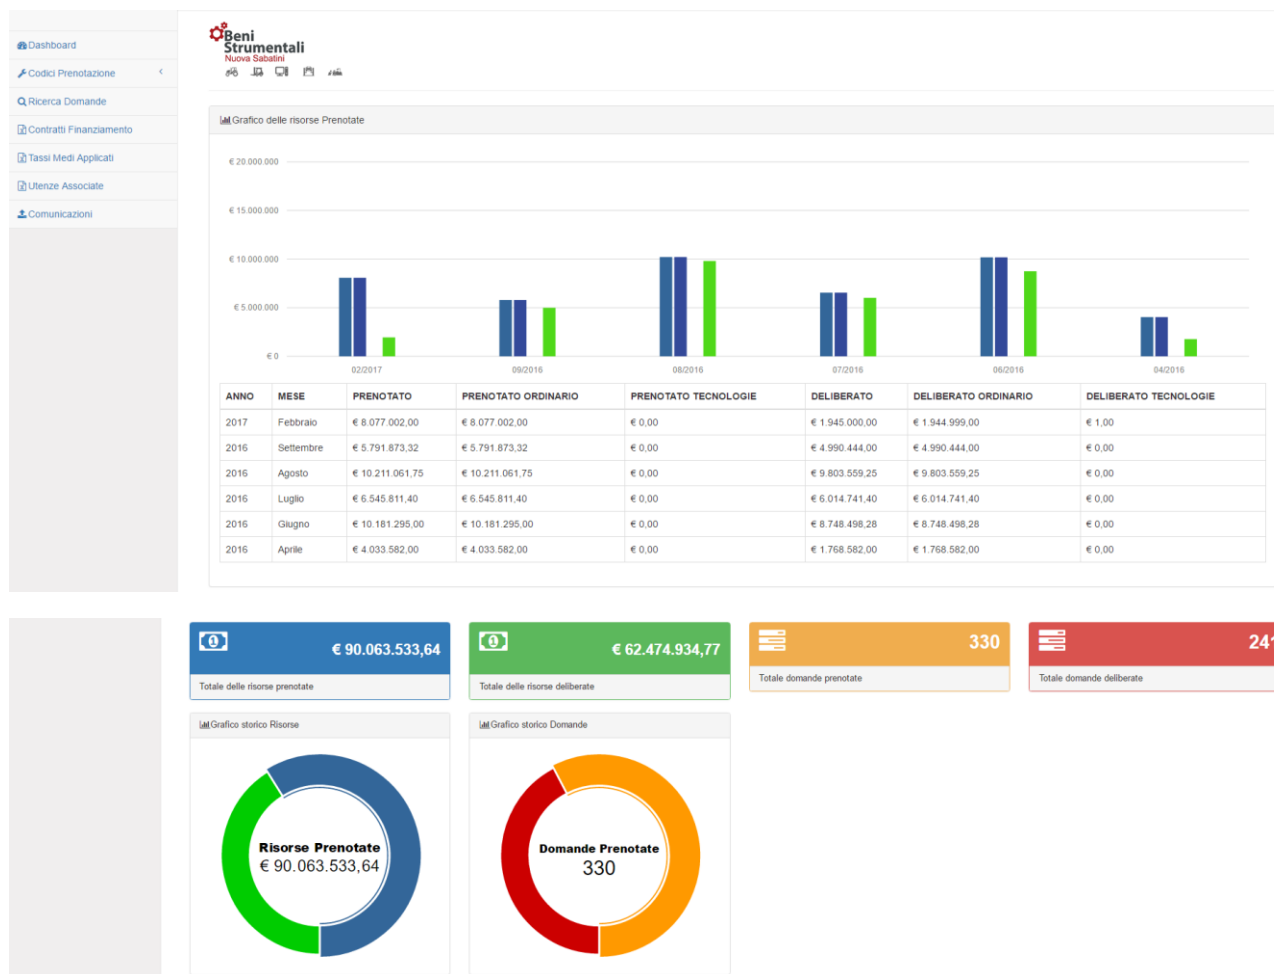 Dashboard
Codici Prenotazione
Ricerca Domande
Contratti Finanziamento
Tassi Medi Applicati
Utenze Associate
Comunicazioni
Beni
Strumentali
Nuova Sabatini
Grafico delle risorse Prenotate
€ 20.000.000
€ 15.000.000
€ 10.000.000
€ 5.000.000
€ 0
02/2017 09/2016 08/2016 07/2016 06/2016 04/2016
ANNO MESE PRENOTATO PRENOTATO ORDINARIO PRENOTATO TECNOLOGIE DELIBERATO DELIBERATO ORDINARIO DELIBERATO TECNOLOGIE
2017 Febbraio € 8.077.002,00 € 8.077.002,00 € 0,00 € 1.945.000,00 € 1.944.999,00 € 1,00
2016 Settembre € 5.791.873,32 € 5.791.873,32 € 0,00 € 4.990.444,00 € 4.990.444,00 € 0,00
2016 Agosto € 10.211.061,75 € 10.211.061,75 € 0,00 € 9.803.559,25 € 9.803.559,25 € 0,00
2016 Luglio € 6.545.811,40 € 6.545.811,40 € 0,00 € 6.014.741,40 € 6.014.741,40 € 0,00
2016 Giugno € 10.181.295,00 € 10.181.295,00 € 0,00 € 8.748.498,28 € 8.748.498,28 € 0,00
2016 Aprile € 4.033.582,00 € 4.033.582,00 € 0,00 € 1.768.582,00 € 1.768.582,00 € 0,00
€ 90.063.533,64
Totale delle risorse prenotate
€ 62.474.934,77
Totale delle risorse deliberate
330
Totale domande prenotate
241
Totale domande deliberate
Grafico storico Risorse
Risorse Prenotate
€ 90.063.533,64
Grafico storico Domande
Domande Prenotate
330